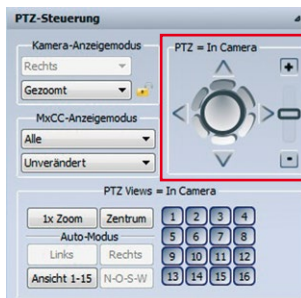 PTZ-Steuerung
Kamera-Anzeigemodus
Rechts
Gezoomt
PTZ = In Camera
+
-
MxCC-Anzeigemodus
Alle
Unverändert
PTZ Views = In Camera
1x Zoom Zentrum 1 2 3 4
Auto-Modus 5 6 7 8
Links Rechts 9 10 11 12
Ansicht 1-15 N-O-S-W 13 14 15 16